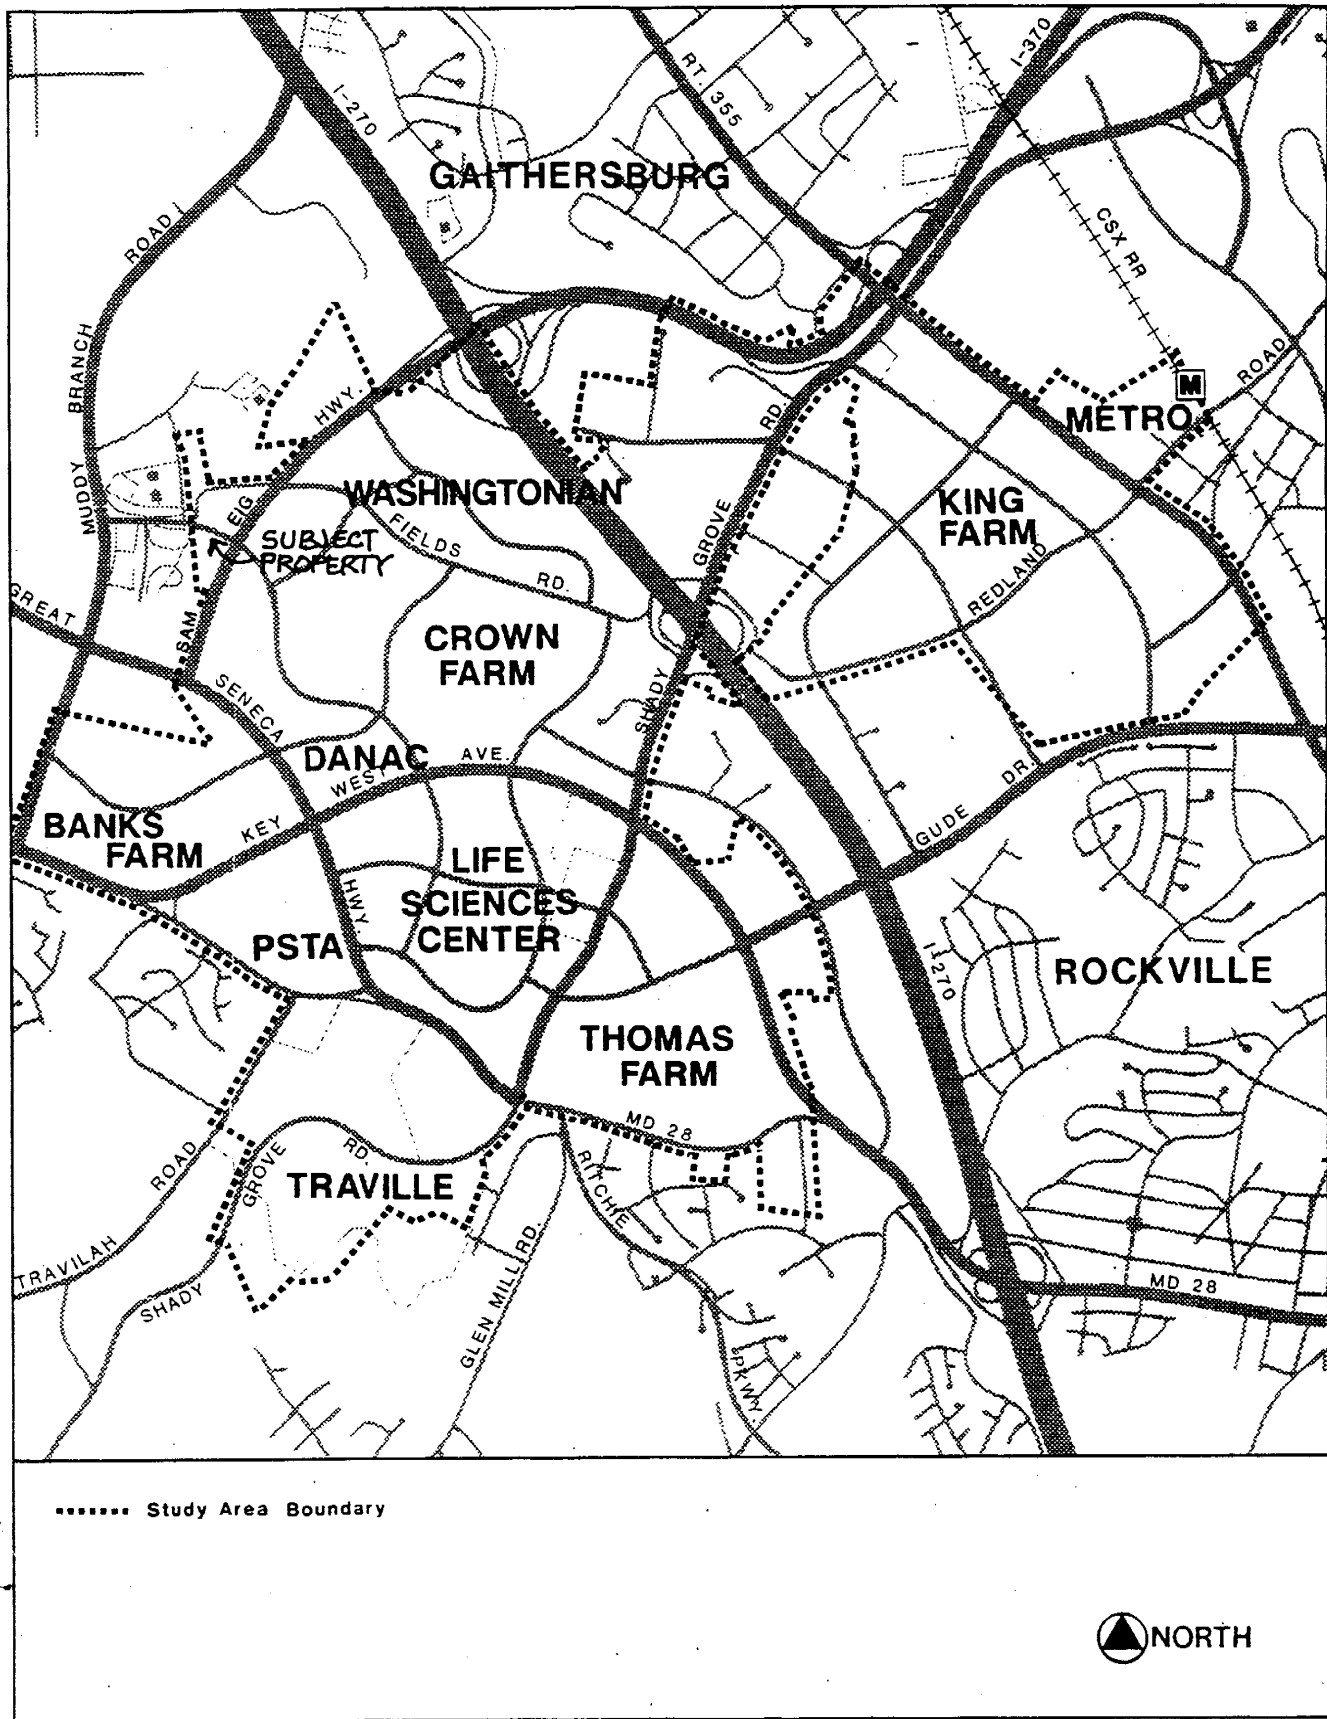 I-370
RT. 355
I-270
GAITHERSBURG
CSX RR
ROAD
BRANCH
MUDDY
ROAD
M
METRO
HWY.
RD.
WASHINGTONIAN
KING
FARM
EIG
SUBJECT
PROPERTY
FIELDS
RD.
GROVE
REDLAND
GREAT
SAM
CROWN
FARM
SENECA
SHADY
DANAC
WEST
AVE.
DR.
GUDE
BANKS
FARM
KEY
LIFE
SCIENCES
CENTER
HWY
PSTA
I-270
ROCKVILLE
THOMAS
FARM
MD 28
ROAD
GROVE
RD.
TRAVILLE
RITCHIE
TRAVILAH
SHADY
GLEN MILL RD.
MD 28
PKWY.
Study Area Boundary
NORTH